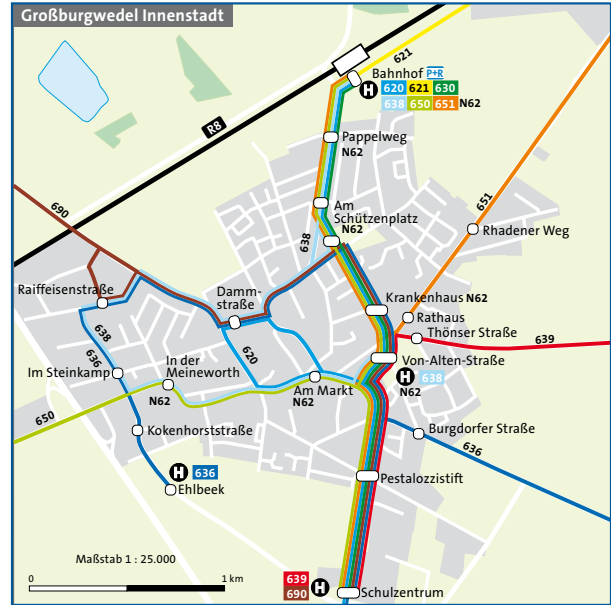 Großburgwedel Innenstadt
621
Bahnhof P+R
H 620 621 630
638 650 651 N62
R8
Pappelweg
N62
690
651
Am
Schützenplatz
N62
638
Rhadener Weg
Raiffeisenstraße
Damm-
straße
Krankenhaus N62
Rathaus
Thönser Straße
639
638
636
620
In der
Meineworth
Im Steinkamp
Von-Alten-Straße
H 638
N62
N62
Am Markt
N62
650
Kokenhorststraße
Burgdorfer Straße
636
H 636
Ehlbeek
Pestalozzistift
Maßstab 1 : 25.000
0 1 km
639
690 H
Schulzentrum